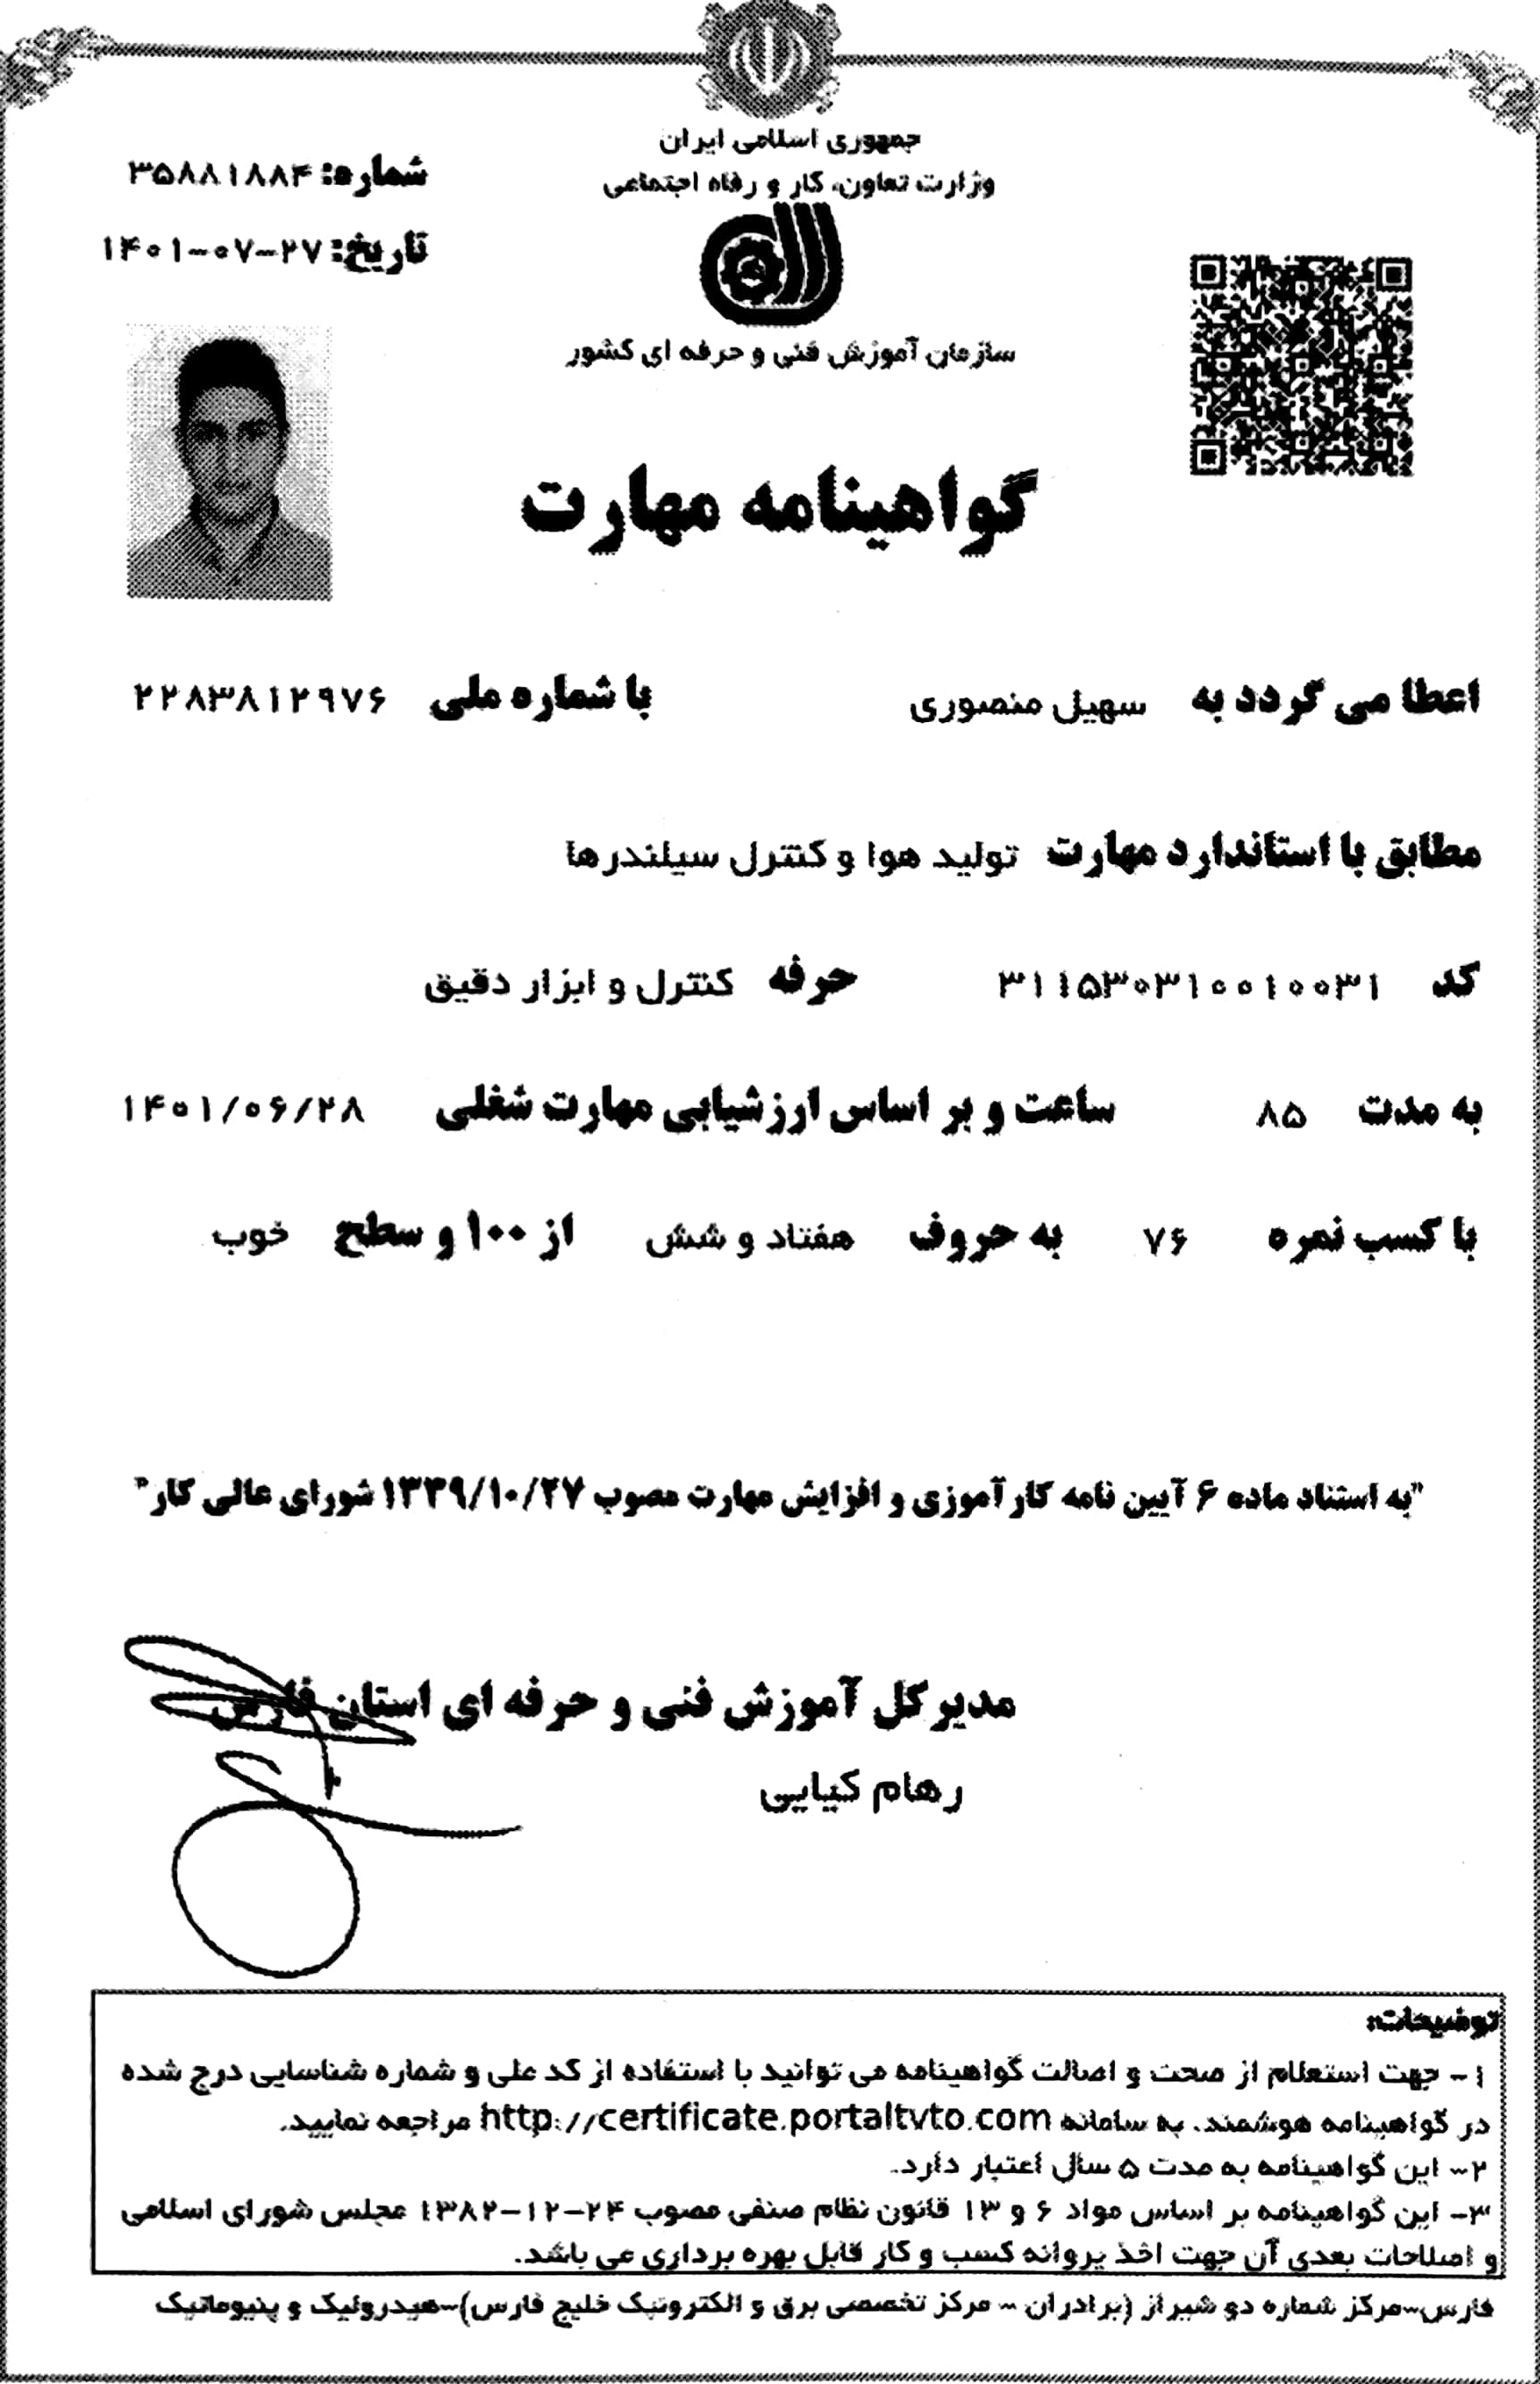 جمهوری اسلامی ایران
وزارت تعاون، کار و رفاه اجتماعی
شماره: ۳۵۸۸۱۸۸۴
تاریخ: ۱۴۰۱-۰۷-۲۷
سازمان آموزش فنی و حرفه ای کشور
گواهینامه مهارت
اعطا می گردد به سهیل منصوری با شماره ملی ۲۲۸۳۸۱۲۹۷۶
مطابق با استاندارد مهارت تولید هوا و کنترل سیلندرها
کد ۳۱۱۵۳۰۳۱۰۰۱۰۰۳۱ حرفه کنترل و ابزار دقیق
به مدت ۸۵ ساعت و بر اساس ارزشیابی مهارت شغلی ۱۴۰۱/۰۶/۲۸
با کسب نمره ۷۶ به حروف هفتاد و شش از ۱۰۰ و سطح خوب
"به استناد ماده ۶ آیین نامه کارآموزی و افزایش مهارت مصوب ۱۳۴۹/۱۰/۲۷ شورای عالی کار"
مدیر کل آموزش فنی و حرفه ای استان فارس
رهام کیایی
توضیحات:
۱- جهت استعلام از صحت و اصالت گواهینامه می توانید با استفاده از کد ملی و شماره شناسایی درج شده
در گواهینامه هوشمند، به سامانه http://certificate.portaltvto.com مراجعه نمایید.
۲- این گواهینامه به مدت ۵ سال اعتبار دارد.
۳- این گواهینامه بر اساس مواد ۶ و ۱۳ قانون نظام صنفی مصوب ۲۴-۱۲-۱۳۸۲ مجلس شورای اسلامی
و اصلاحات بعدی آن جهت اخذ پروانه کسب و کار قابل بهره برداری می باشد.
فارس-مرکز شماره دو شیراز (برادران - مرکز تخصصی برق و الکترونیک خلیج فارس)-هیدرولیک و پنیوماتیک